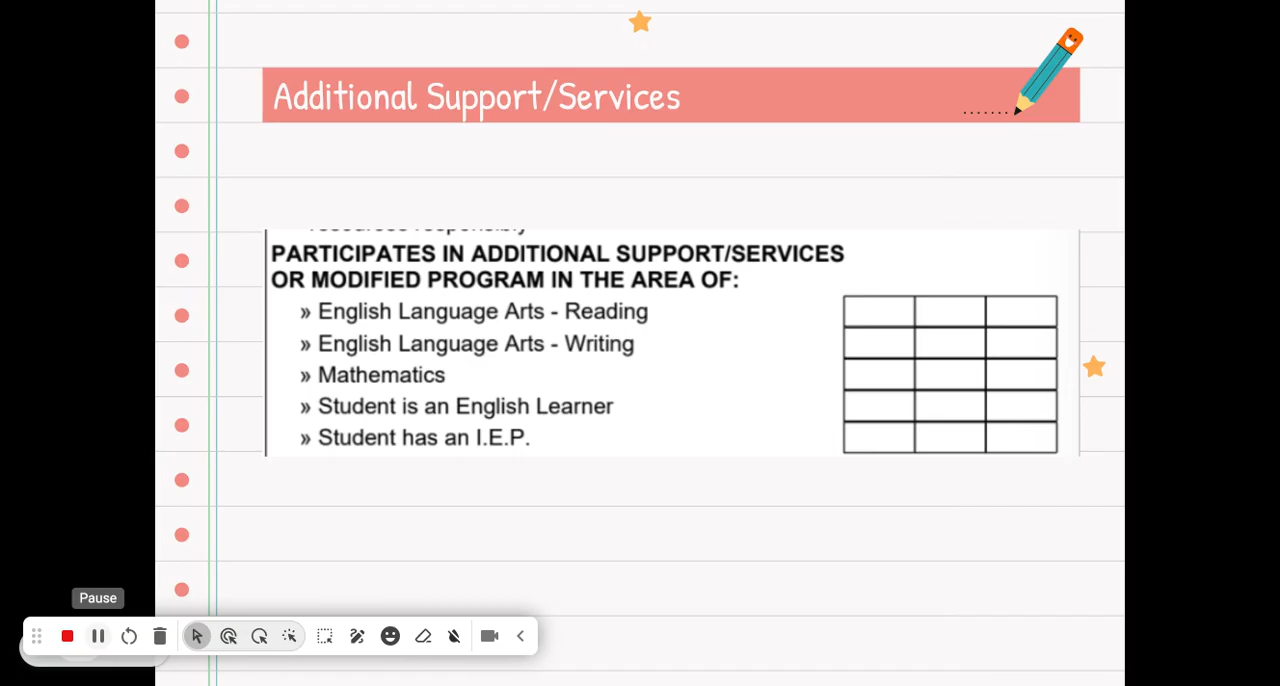 Additional Support/Services
PARTICIPATES IN ADDITIONAL SUPPORT/SERVICES
OR MODIFIED PROGRAM IN THE AREA OF:
» English Language Arts - Reading
» English Language Arts - Writing
» Mathematics
» Student is an English Learner
» Student has an I.E.P.
Pause